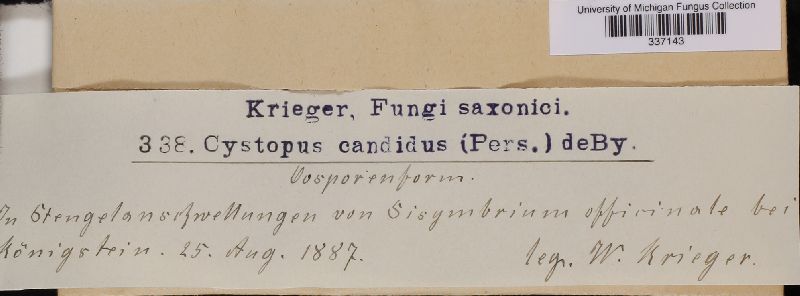 University of Michigan Fungus Collection
337143
Krieger, Fungi saxonici.
338. Cystopus candidus (Pers.) deBy.
Oosporenform.
In Stengelanschwellungen von Sisymbrium officinale bei
Königstein. 25. Aug. 1887. leg. W. Krieger.